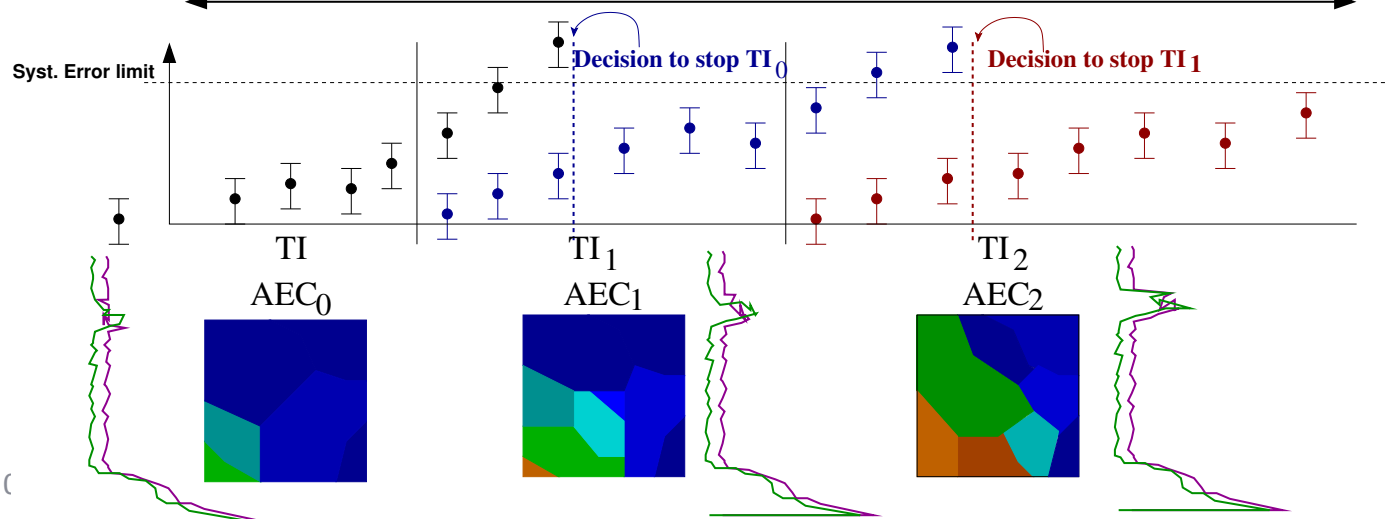 Decision to stop TI0
Decision to stop TI1
Syst. Error limit
TI
TI1
TI2
AEC0
AEC1
AEC2
(